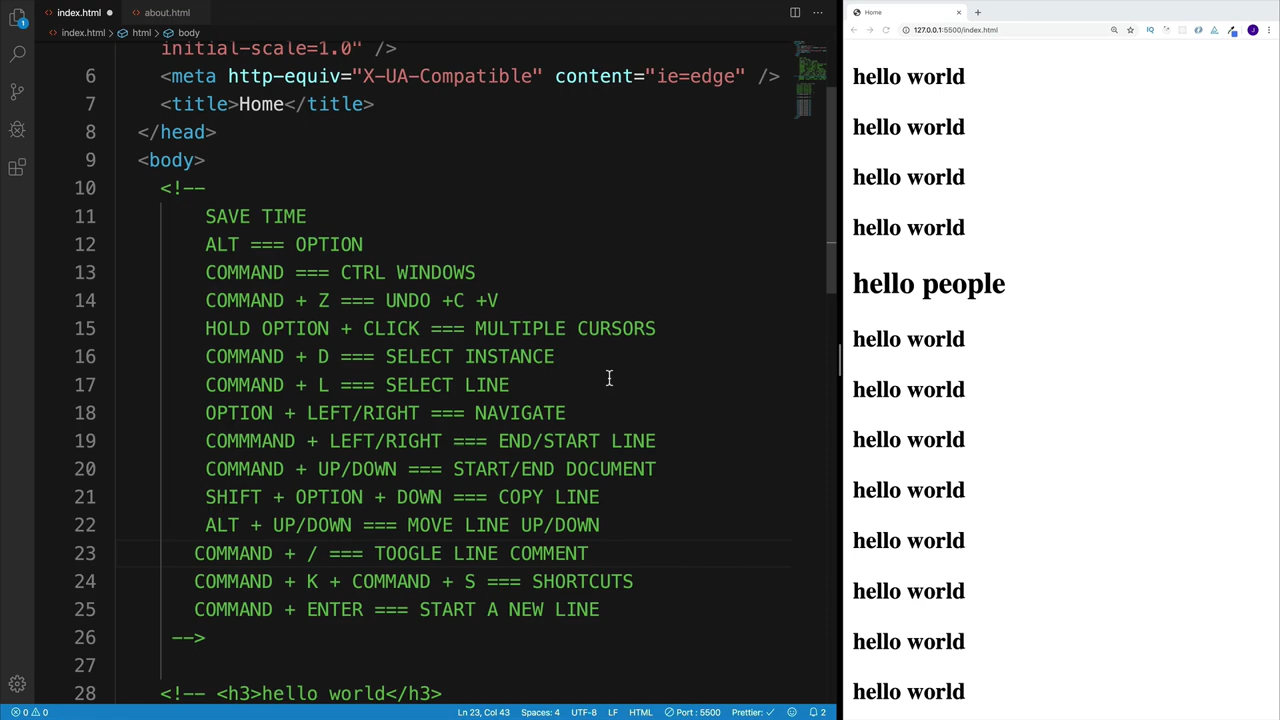 index.html
about.html
index.html
html
body
initial-scale=1.0" />
6 <meta http-equiv="X-UA-Compatible" content="ie=edge" />
7 <title>Home</title>
8 </head>
9 <body>
10 <!--
11 SAVE TIME
12 ALT === OPTION
13 COMMAND === CTRL WINDOWS
14 COMMAND + Z === UNDO +C +V
15 HOLD OPTION + CLICK === MULTIPLE CURSORS
16 COMMAND + D === SELECT INSTANCE
17 COMMAND + L === SELECT LINE
18 OPTION + LEFT/RIGHT === NAVIGATE
19 COMMMAND + LEFT/RIGHT === END/START LINE
20 COMMAND + UP/DOWN === START/END DOCUMENT
21 SHIFT + OPTION + DOWN === COPY LINE
22 ALT + UP/DOWN === MOVE LINE UP/DOWN
23 COMMAND + / === TOOGLE LINE COMMENT
24 COMMAND + K + COMMAND + S === SHORTCUTS
25 COMMAND + ENTER === START A NEW LINE
26 -->
27
28 <!-- <h3>hello world</h3>
1
0 0 Ln 23, Col 43 Spaces: 4 UTF-8 LF HTML Port : 5500 Prettier: ✓ 2
Home
127.0.0.1:5500/index.html
IQ
J
hello world
hello world
hello world
hello world
hello people
hello world
hello world
hello world
hello world
hello world
hello world
hello world
hello world